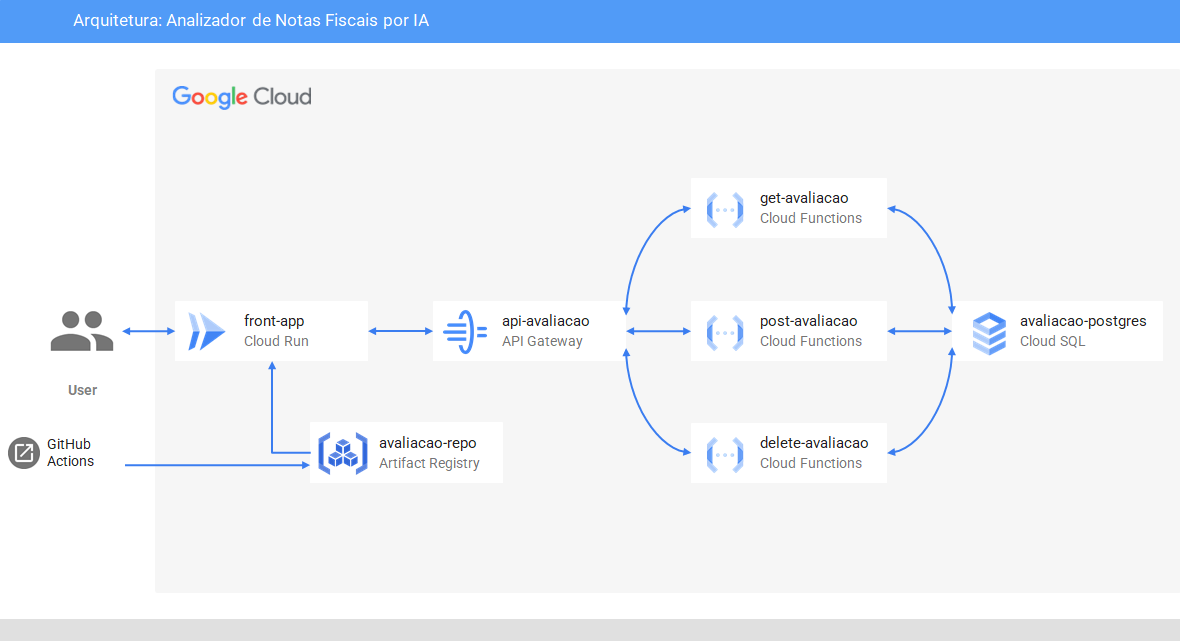 Arquitetura: Analizador de Notas Fiscais por IA
Google Cloud
get-avaliacao
Cloud Functions
front-app
Cloud Run
api-avaliacao
API Gateway
post-avaliacao
Cloud Functions
avaliacao-postgres
Cloud SQL
User
GitHub
Actions
avaliacao-repo
Artifact Registry
delete-avaliacao
Cloud Functions